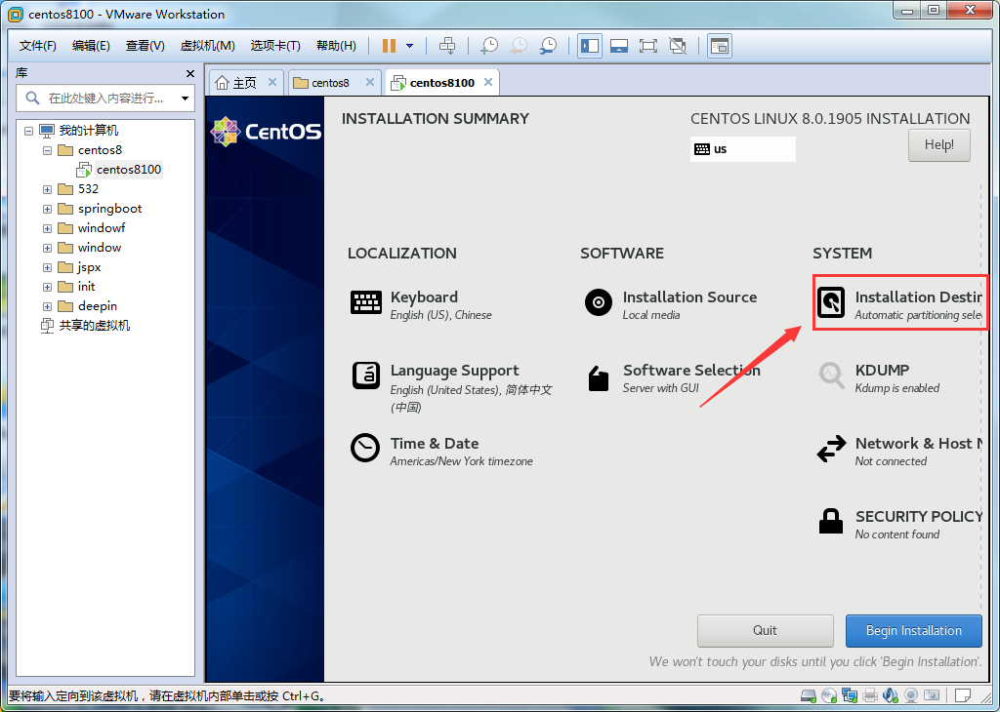 centos8100 - VMware Workstation
文件(F) 编辑(E) 查看(V) 虚拟机(M) 选项卡(T) 帮助(H)
库
在此处键入内容进行...
我的计算机
centos8
centos8100
532
springboot
windowf
window
jspx
init
deepin
共享的虚拟机
主页 centos8 centos8100
CentOS
INSTALLATION SUMMARY
CENTOS LINUX 8.0.1905 INSTALLATION
us
Help!
LOCALIZATION
Keyboard
English (US), Chinese
Language Support
English (United States), 简体中文
(中国)
Time & Date
Americas/New York timezone
SOFTWARE
Installation Source
Local media
Software Selection
Server with GUI
SYSTEM
Installation Destin
Automatic partitioning sele
KDUMP
Kdump is enabled
Network & Host N
Not connected
SECURITY POLICY
No content found
Quit
Begin Installation
We won't touch your disks until you click 'Begin Installation'.
要将输入定向到该虚拟机，请在虚拟机内部单击或按 Ctrl+G。